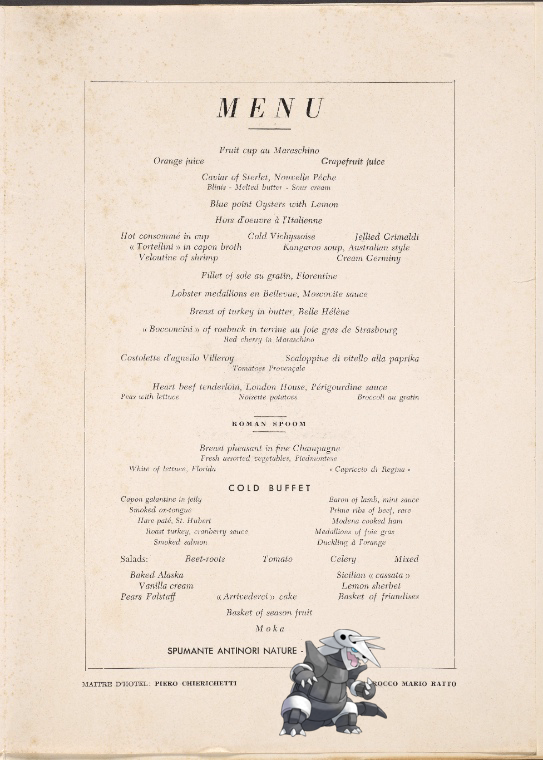 MENU
Fruit cup au Maraschino
Orange juice Grapefruit juice
Caviar of Sterlet, Nouvelle Pêche
Blinis - Melted butter - Sour cream
Blue point Oysters with Lemon
Hors d'oeuvre à l'Italienne
Hot consommé in cup Cold Vichyssoise Jellied Grimaldi
« Tortellini » in capon broth Kangaroo soup, Australian style
Veloutine of shrimp Cream Germiny
Fillet of sole au gratin, Florentine
Lobster medallions en Bellevue, Moscovite sauce
Breast of turkey in butter, Belle Hélène
« Bocconcini » of roebuck in terrine au foie gras de Strasbourg
Red cherry in Maraschino
Costolette d'agnello Villeroy Scaloppine di vitello alla paprika
Tomatoes Provençale
Heart beef tenderloin, London House, Périgourdine sauce
Peas with lettuce Noisette potatoes Broccoli au gratin
ROMAN SPOOM
Breast pheasant in fine Champagne
Fresh assorted vegetables, Piedmontese
White of lettuce, Florida « Capriccio di Regina »
COLD BUFFET
Capon galantine in jelly Baron of lamb, mint sauce
Smoked ox-tongue Prime ribs of beef, rare
Hare paté, St. Hubert Modena cooked ham
Roast turkey, cranberry sauce Medallions of foie gras
Smoked salmon Duckling à l'orange
Salads: Beet-roots Tomato Celery Mixed
Baked Alaska Sicilian « cassata »
Vanilla cream Lemon sherbet
Pears Falstaff « Arrivederci » cake Basket of friandises
Basket of season fruit
Moka
SPUMANTE ANTINORI NATURE -
MAITRE D'HOTEL: PIERO CHIERICHETTI ROCCO MARIO RATTO